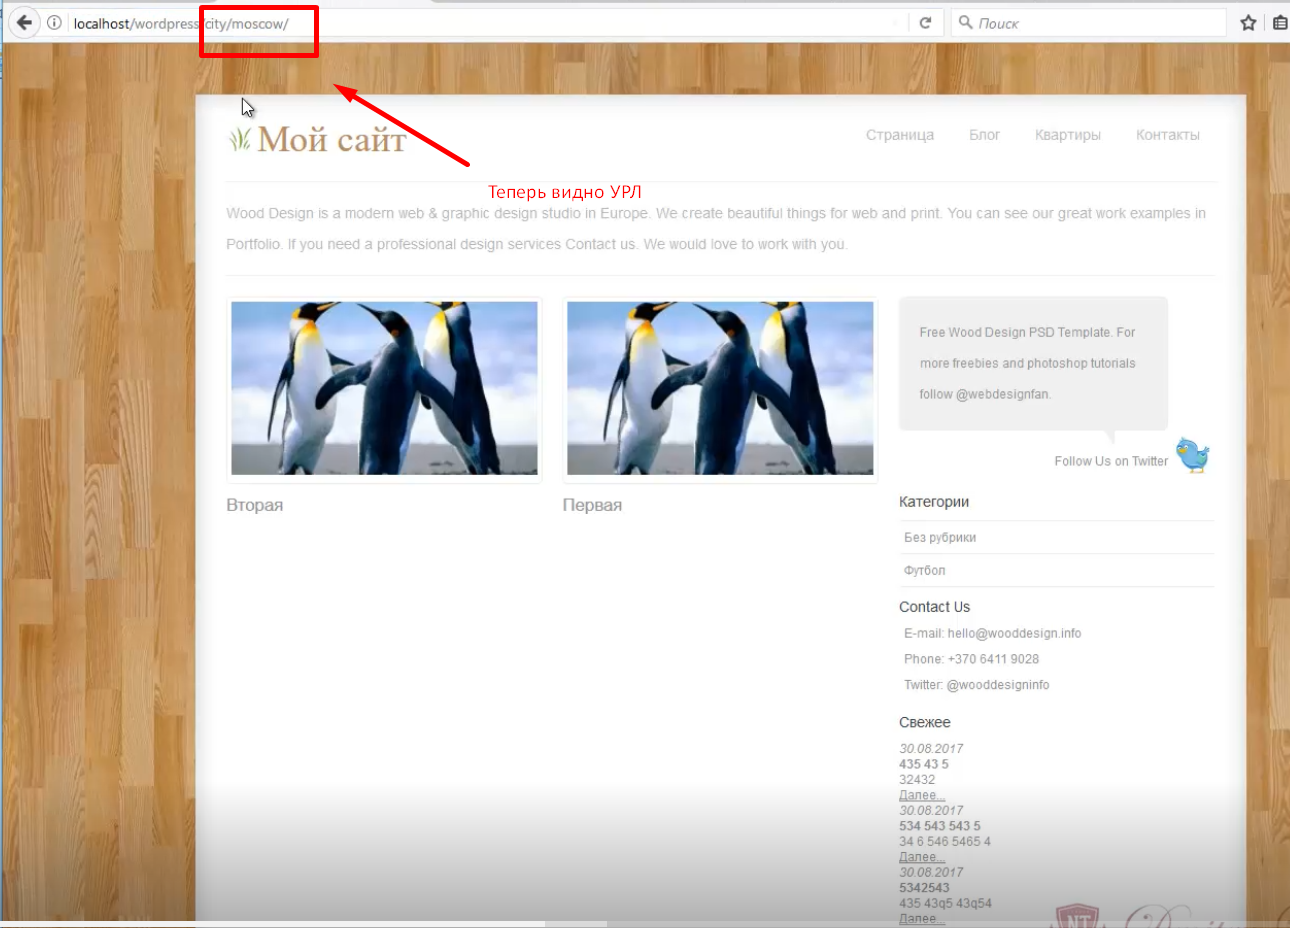 localhost/wordpress/city/moscow/
Поиск
Мой сайт
Страница Блог Квартиры Контакты
Теперь видно УРЛ
Wood Design is a modern web & graphic design studio in Europe. We create beautiful things for web and print. You can see our great work examples in
Portfolio. If you need a professional design services Contact us. We would love to work with you.
Вторая
Первая
Free Wood Design PSD Template. For
more freebies and photoshop tutorials
follow @webdesignfan.
Follow Us on Twitter
Категории
Без рубрики
Футбол
Contact Us
E-mail: hello@wooddesign.info
Phone: +370 6411 9028
Twitter: @wooddesigninfo
Свежее
30.08.2017
435 43 5
32432
Далее...
30.08.2017
534 543 543 5
34 6 546 5465 4
Далее...
30.08.2017
5342543
435 43q5 43q54
Далее...
NT